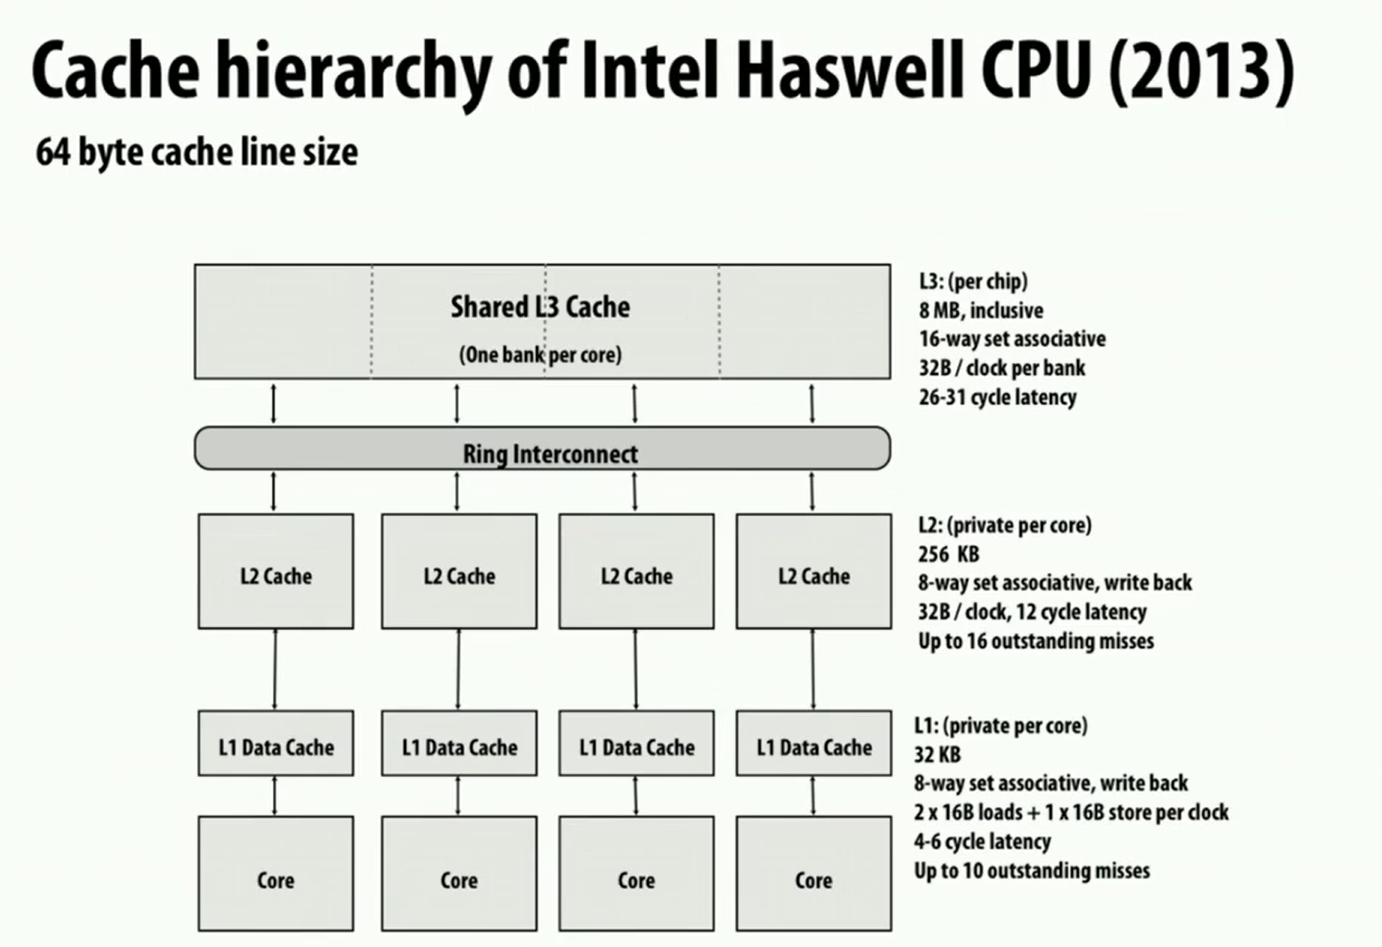 Cache hierarchy of Intel Haswell CPU (2013)
64 byte cache line size
Shared L3 Cache
(One bank per core)
L3: (per chip)
8 MB, inclusive
16-way set associative
32B / clock per bank
26-31 cycle latency
Ring Interconnect
L2 Cache
L2 Cache
L2 Cache
L2 Cache
L2: (private per core)
256 KB
8-way set associative, write back
32B / clock, 12 cycle latency
Up to 16 outstanding misses
L1 Data Cache
L1 Data Cache
L1 Data Cache
L1 Data Cache
L1: (private per core)
32 KB
8-way set associative, write back
2 x 16B loads + 1 x 16B store per clock
4-6 cycle latency
Up to 10 outstanding misses
Core
Core
Core
Core